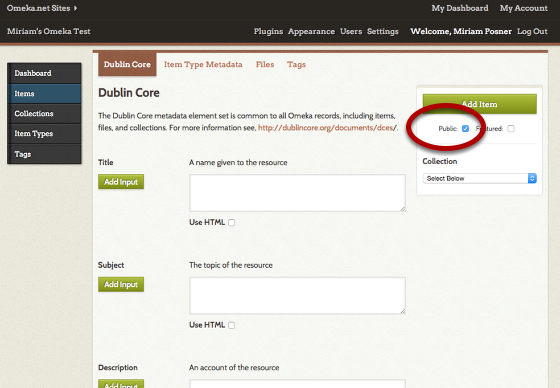 Omeka.net Sites My Dashboard My Account
Miriam's Omeka Test Plugins Appearance Users Settings Welcome, Miriam Posner Log Out
Dashboard
Items
Collections
Item Types
Tags
Dublin Core Item Type Metadata Files Tags
Dublin Core
The Dublin Core metadata element set is common to all Omeka records, including items,
files, and collections. For more information see, http://dublincore.org/documents/dces/.
Title A name given to the resource
Add Input
Use HTML
Subject The topic of the resource
Add Input
Use HTML
Description An account of the resource
Add Input
Add Item
Public: Featured:
Collection
Select Below